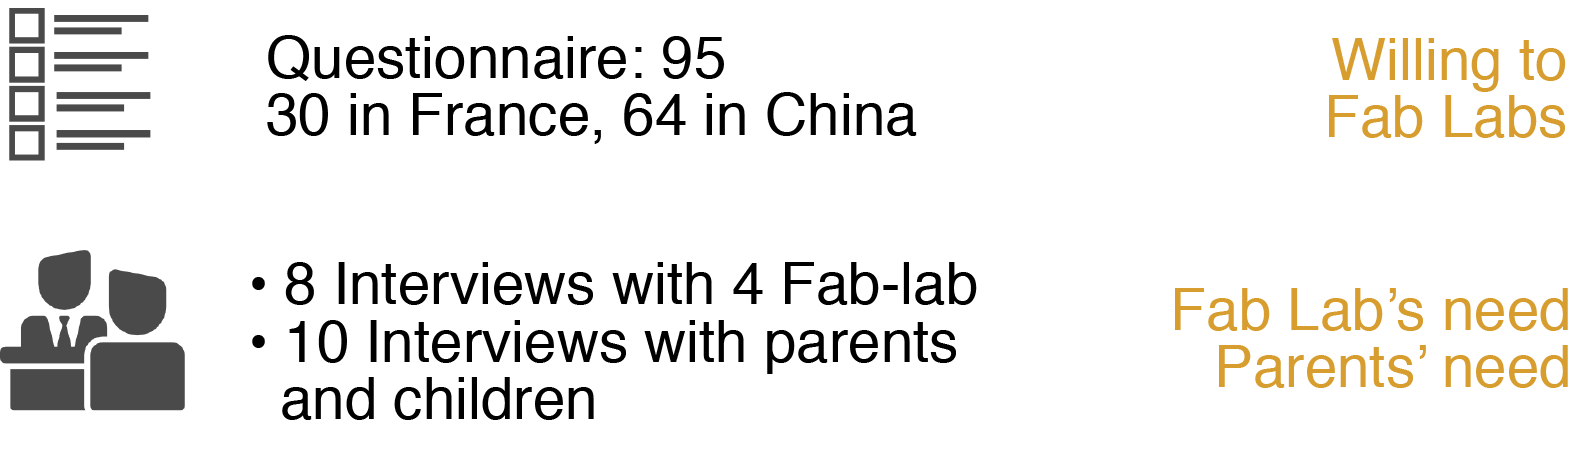 Questionnaire: 95
30 in France, 64 in China
Willing to
Fab Labs
• 8 Interviews with 4 Fab-lab
• 10 Interviews with parents
and children
Fab Lab’s need
Parents’ need